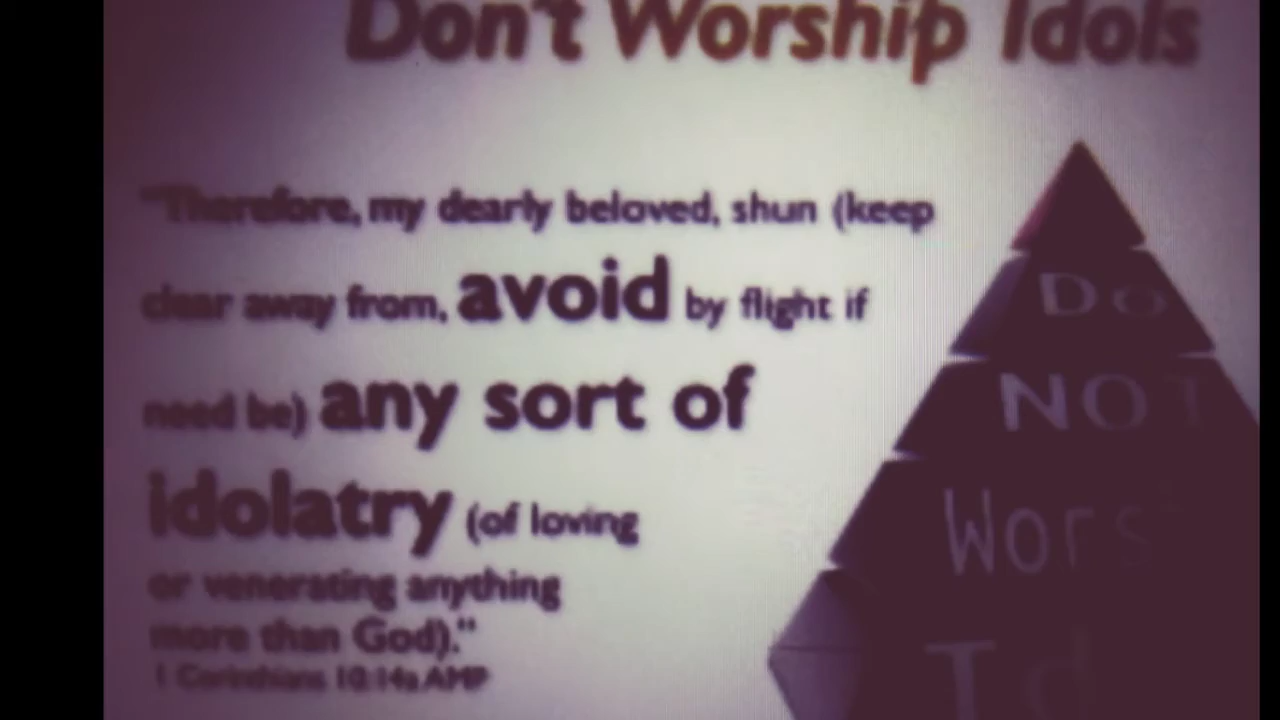 Don't Worship Idols
"Therefore, my dearly beloved, shun (keep
clear away from, avoid by flight if
need be) any sort of
idolatry (of loving
or venerating anything
more than God)."
1 Corinthians 10:14a AMP
Do
NOT
Wors
Id